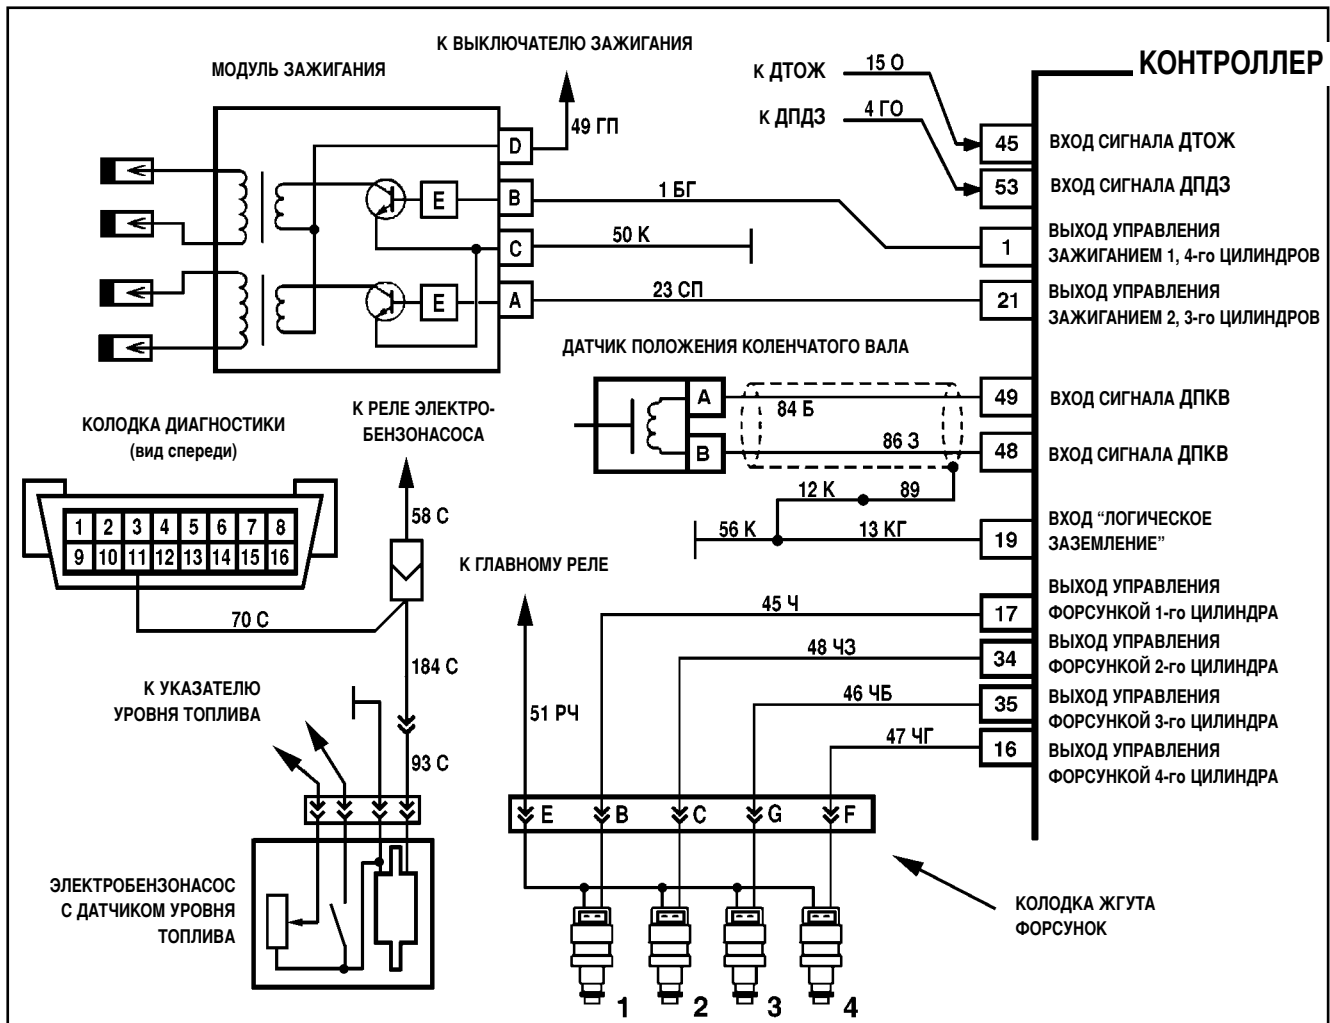 К ВЫКЛЮЧАТЕЛЮ ЗАЖИГАНИЯ
МОДУЛЬ ЗАЖИГАНИЯ
49 ГП
D
B
C
A
E
E
1 БГ
50 К
23 СП
К ДТОЖ
15 О
К ДПДЗ
4 ГО
КОНТРОЛЛЕР
45
ВХОД СИГНАЛА ДТОЖ
53
ВХОД СИГНАЛА ДПДЗ
1
ВЫХОД УПРАВЛЕНИЯ
ЗАЖИГАНИЕМ 1, 4-го ЦИЛИНДРОВ
21
ВЫХОД УПРАВЛЕНИЯ
ЗАЖИГАНИЕМ 2, 3-го ЦИЛИНДРОВ
ДАТЧИК ПОЛОЖЕНИЯ КОЛЕНЧАТОГО ВАЛА
A
B
84 Б
86 З
49
ВХОД СИГНАЛА ДПКВ
48
ВХОД СИГНАЛА ДПКВ
12 К
89
56 К
13 КГ
19
ВХОД “ЛОГИЧЕСКОЕ
ЗАЗЕМЛЕНИЕ”
КОЛОДКА ДИАГНОСТИКИ
(вид спереди)
1 2 3 4 5 6 7 8
9 10 11 12 13 14 15 16
К РЕЛЕ ЭЛЕКТРО-
БЕНЗОНАСОСА
58 С
70 С
184 С
93 С
К УКАЗАТЕЛЮ
УРОВНЯ ТОПЛИВА
ЭЛЕКТРОБЕНЗОНАСОС
С ДАТЧИКОМ УРОВНЯ
ТОПЛИВА
К ГЛАВНОМУ РЕЛЕ
51 РЧ
45 Ч
17
ВЫХОД УПРАВЛЕНИЯ
ФОРСУНКОЙ 1-го ЦИЛИНДРА
48 ЧЗ
34
ВЫХОД УПРАВЛЕНИЯ
ФОРСУНКОЙ 2-го ЦИЛИНДРА
46 ЧБ
35
ВЫХОД УПРАВЛЕНИЯ
ФОРСУНКОЙ 3-го ЦИЛИНДРА
47 ЧГ
16
ВЫХОД УПРАВЛЕНИЯ
ФОРСУНКОЙ 4-го ЦИЛИНДРА
E B C G F
КОЛОДКА ЖГУТА
ФОРСУНОК
1 2 3 4